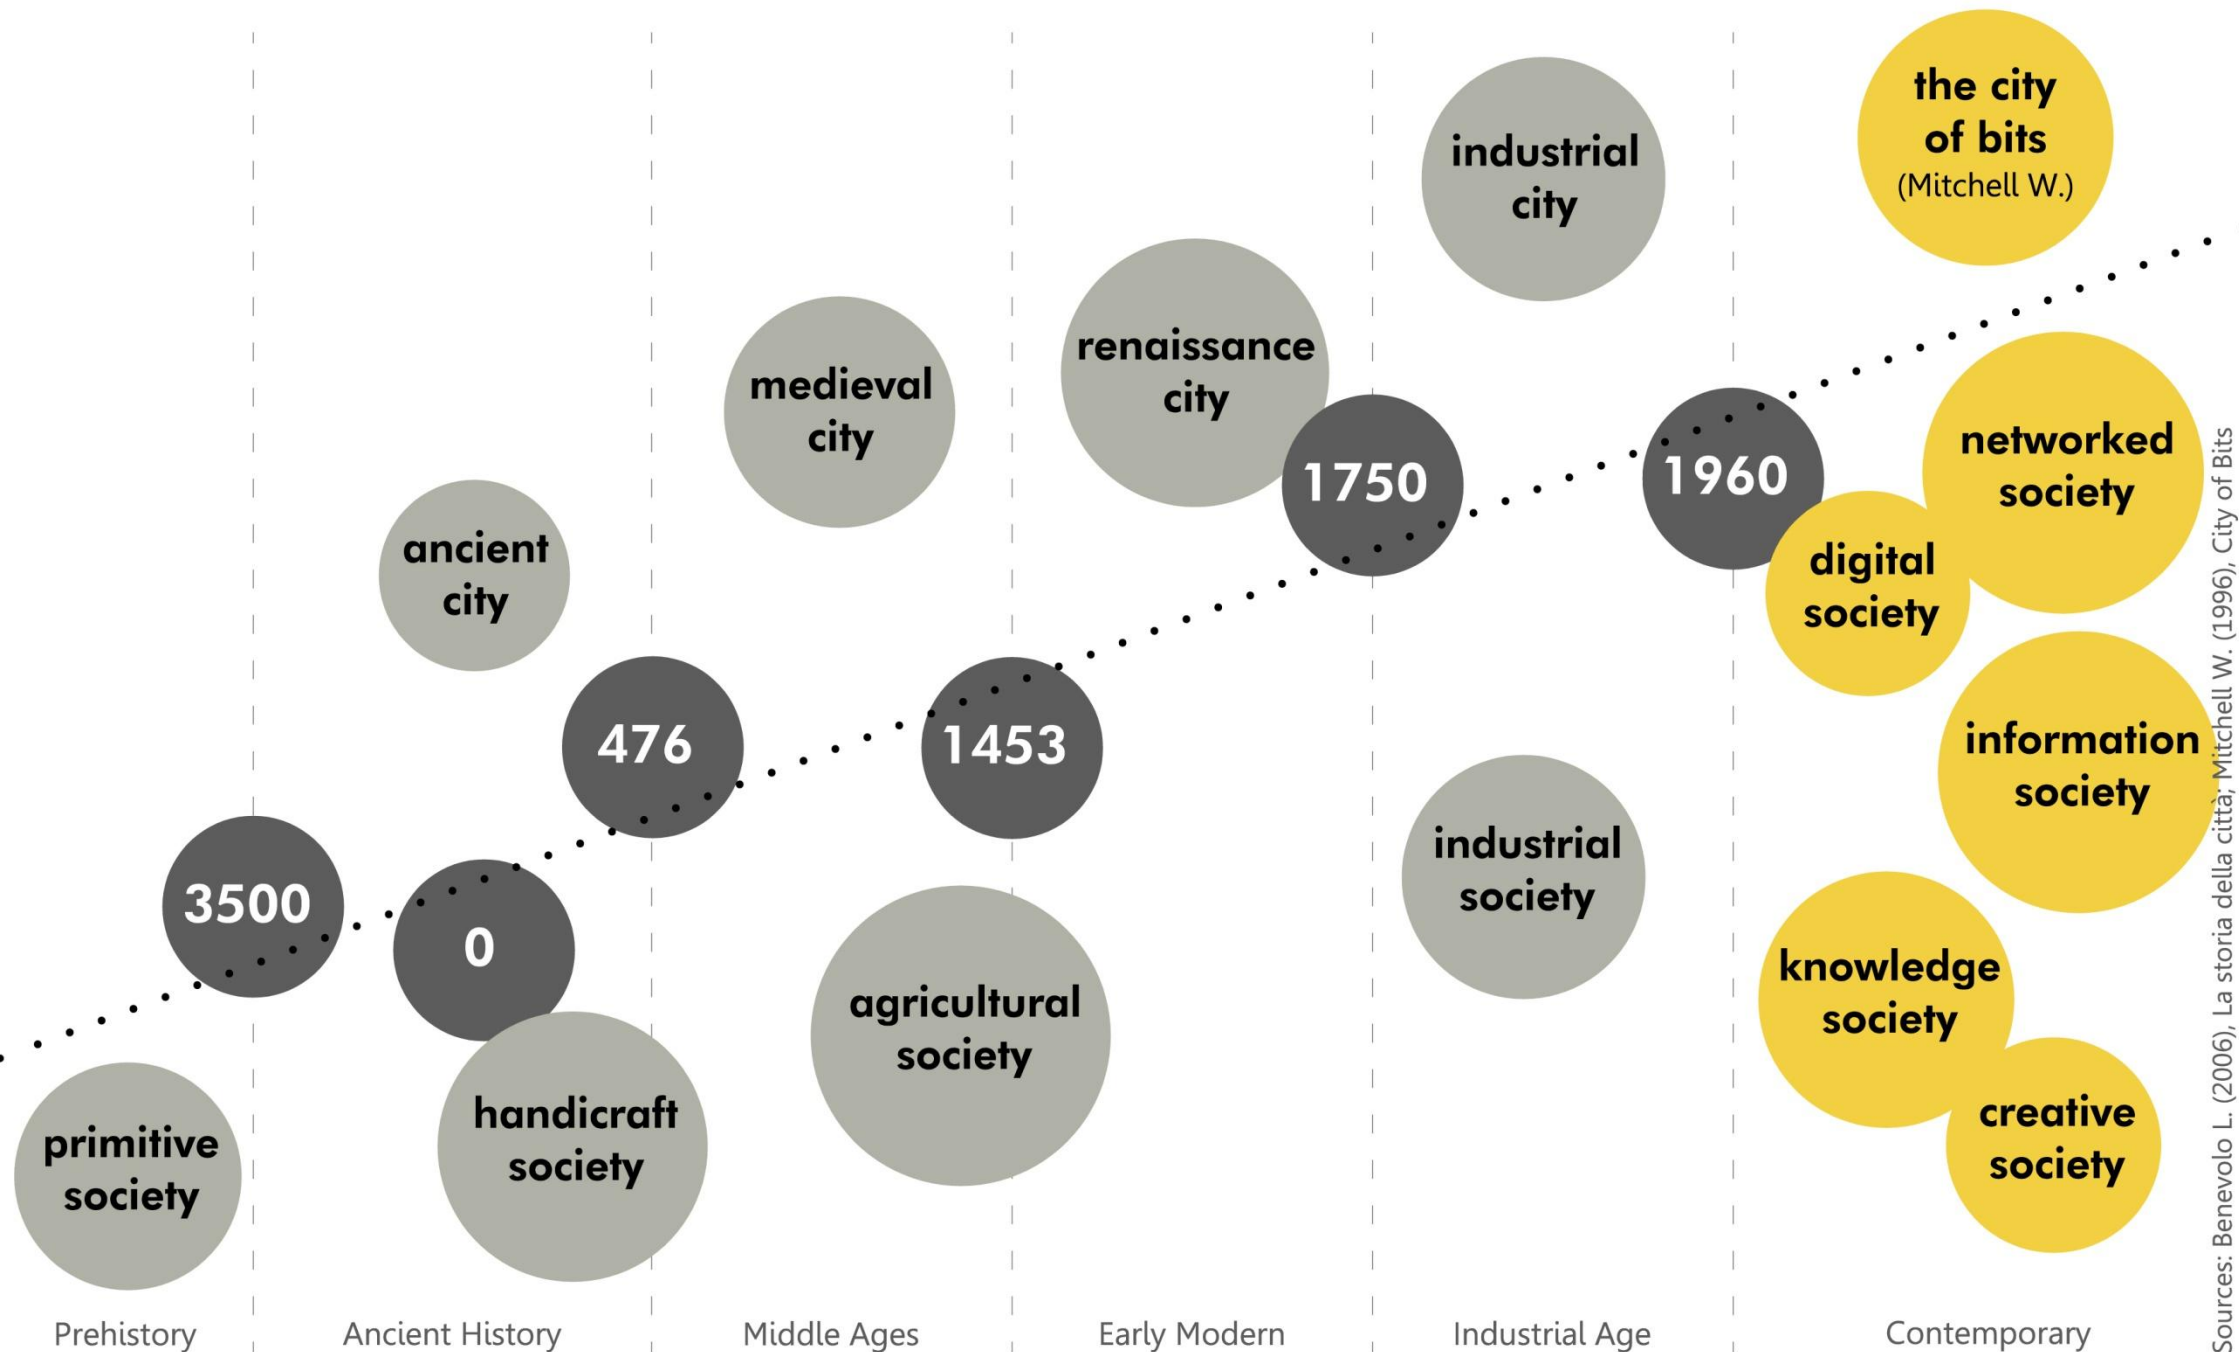 the city
of bits
(Mitchell W.)
industrial
city
renaissance
city
medieval
city
ancient
city
3500
0
476
1453
1750
1960
networked
society
digital
society
information
society
knowledge
society
creative
society
industrial
society
agricultural
society
handicraft
society
primitive
society
Prehistory
Ancient History
Middle Ages
Early Modern
Industrial Age
Contemporary
Sources: Benevolo L. (2006), La storia della città; Mitchell W. (1996), City of Bits